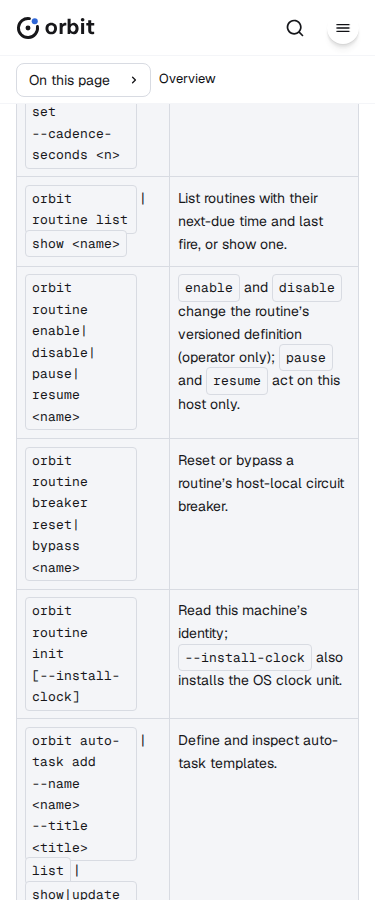 orbit
On this page
Overview
set
--cadence-
seconds <n>
orbit |
routine list
show <name>
List routines with their
next-due time and last
fire, or show one.
orbit
routine
enable|
disable|
pause|
resume
<name>
enable and disable
change the routine's
versioned definition
(operator only); pause
and resume act on this
host only.
orbit
routine
breaker
reset|
bypass
<name>
Reset or bypass a
routine's host-local circuit
breaker.
orbit
routine
init
[--install-
clock]
Read this machine's
identity;
--install-clock also
installs the OS clock unit.
orbit auto- |
task add
--name
<name>
--title
<title>
list |
show|update
Define and inspect auto-
task templates.